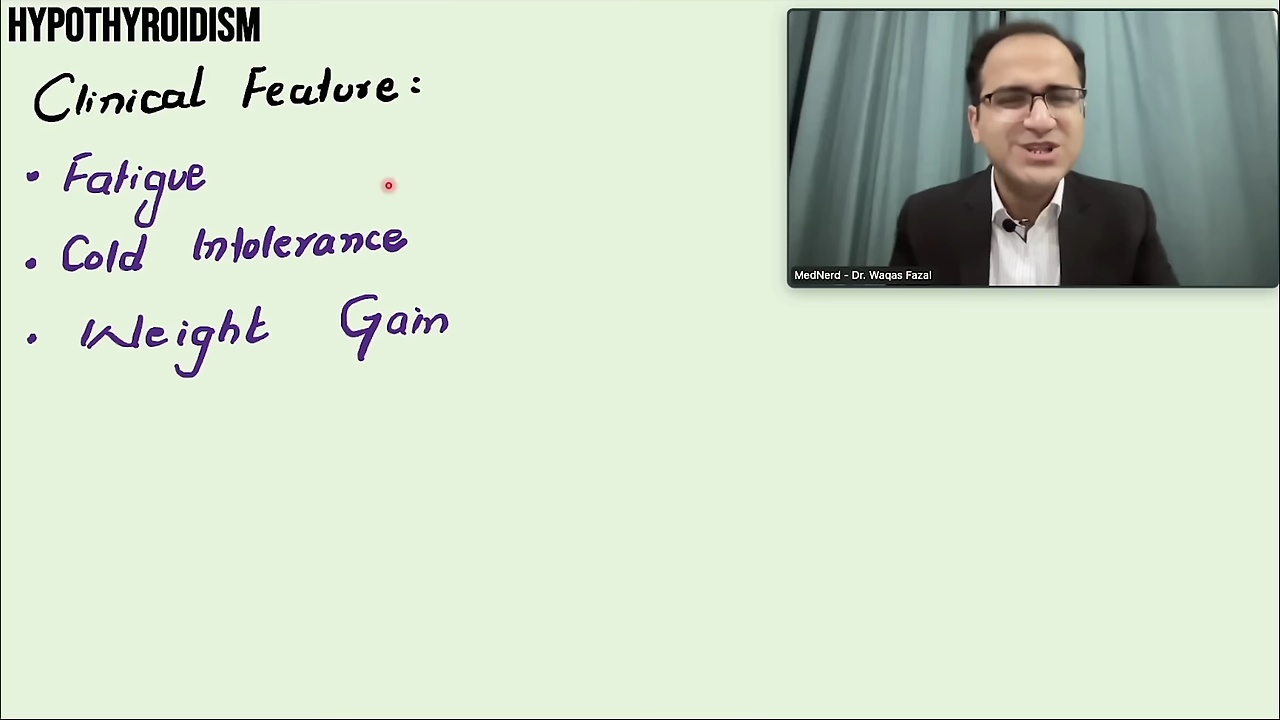 HYPOTHYROIDISM
Clinical Feature:
• Fatigue
• Cold Intolerance
• Weight Gain
MedNerd - Dr. Waqas Fazal